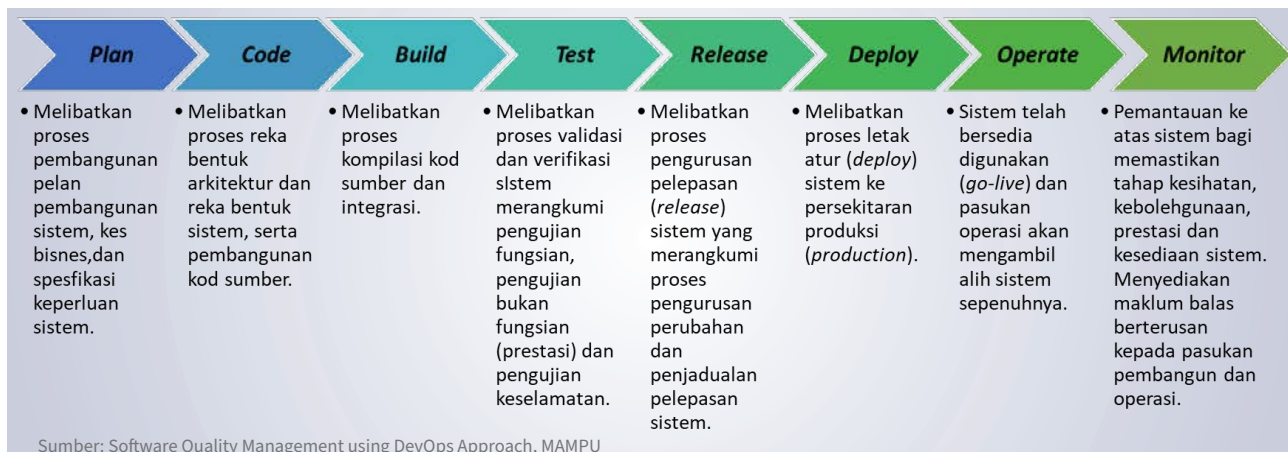 Plan
Code
Build
Test
Release
Deploy
Operate
Monitor
• Melibatkan
proses
pembangunan
pelan
pembangunan
sistem, kes
bisnes,dan
spesfikasi
keperluan
sistem.
• Melibatkan
proses reka
bentuk
arkitektur dan
reka bentuk
sistem, serta
pembangunan
kod sumber.
• Melibatkan
proses
kompilasi kod
sumber dan
integrasi.
• Melibatkan
proses validasi
dan verifikasi
sIstem
merangkumi
pengujian
fungsian,
pengujian
bukan
fungsian
(prestasi) dan
pengujian
keselamatan.
• Melibatkan
proses
pengurusan
pelepasan
(release)
sistem yang
merangkumi
proses
pengurusan
perubahan
dan
penjadualan
pelepasan
sistem.
• Melibatkan
proses letak
atur (deploy)
sistem ke
persekitaran
produksi
(production).
• Sistem telah
bersedia
digunakan
(go-live) dan
pasukan
operasi akan
mengambil
alih sistem
sepenuhnya.
• Pemantauan ke
atas sistem bagi
memastikan
tahap kesihatan,
kebolehgunaan,
prestasi dan
kesediaan sistem.
Menyediakan
maklum balas
berterusan
kepada pasukan
pembangun dan
operasi.
Sumber: Software Quality Management using DevOps Approach, MAMPU